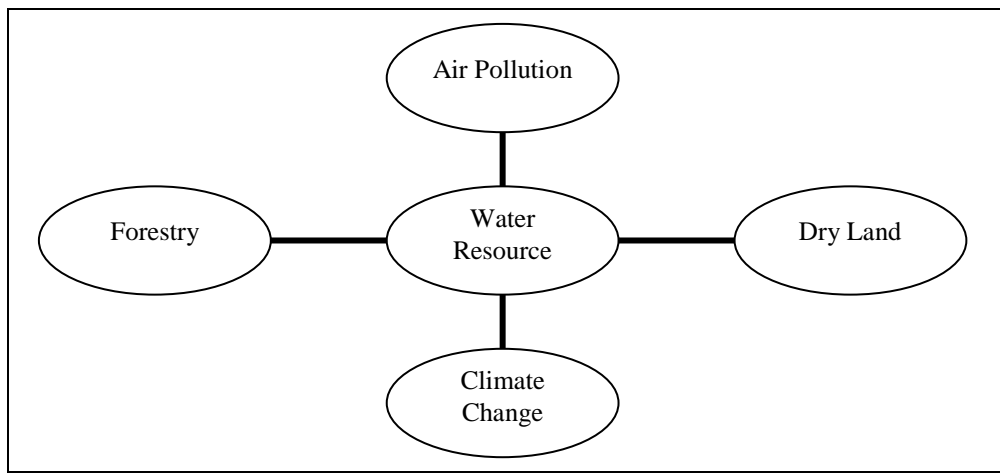 Air Pollution
Forestry
Water
Resource
Dry Land
Climate
Change